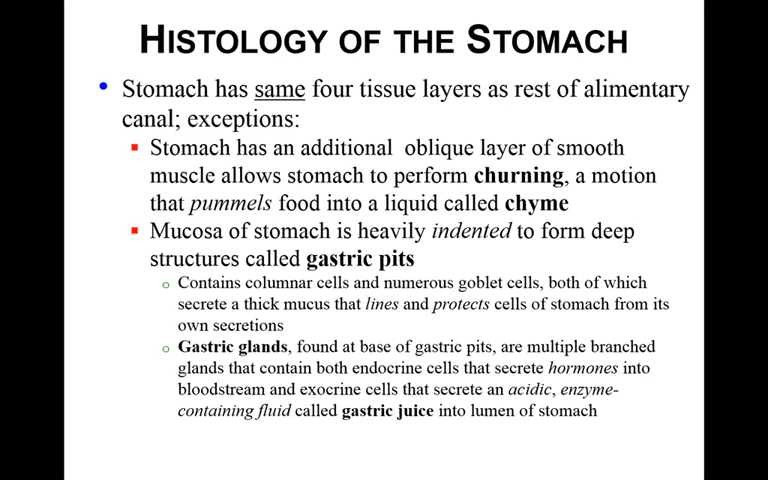 HISTOLOGY OF THE STOMACH
• Stomach has same four tissue layers as rest of alimentary
canal; exceptions:
▪ Stomach has an additional oblique layer of smooth
muscle allows stomach to perform churning, a motion
that pummels food into a liquid called chyme
▪ Mucosa of stomach is heavily indented to form deep
structures called gastric pits
o Contains columnar cells and numerous goblet cells, both of which
secrete a thick mucus that lines and protects cells of stomach from its
own secretions
o Gastric glands, found at base of gastric pits, are multiple branched
glands that contain both endocrine cells that secrete hormones into
bloodstream and exocrine cells that secrete an acidic, enzyme-
containing fluid called gastric juice into lumen of stomach